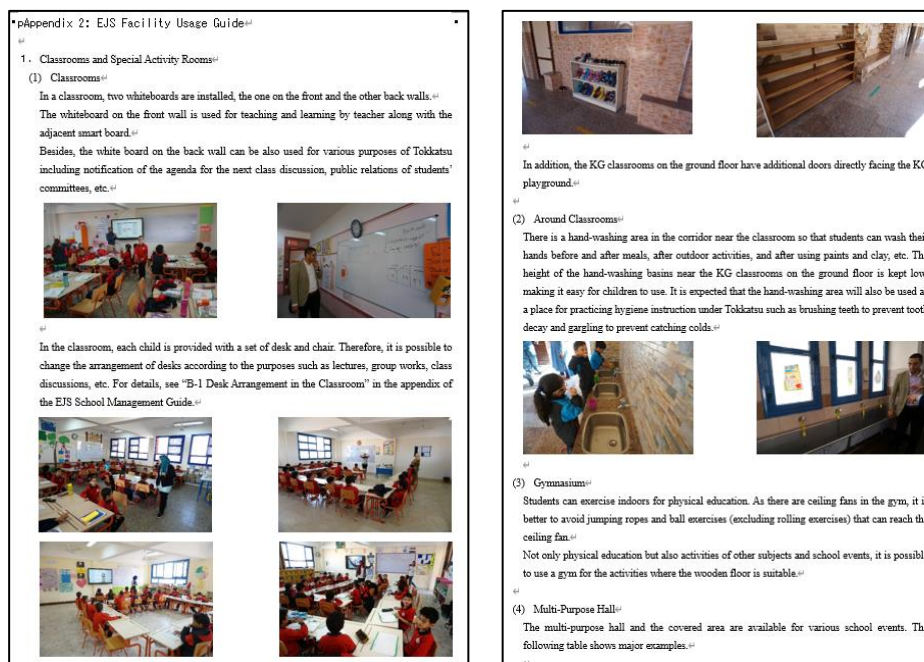 pAppendix 2: EJS Facility Usage Guide
1. Classrooms and Special Activity Rooms
(1) Classrooms
In a classroom, two whiteboards are installed, the one on the front and the other back walls.
The whiteboard on the front wall is used for teaching and learning by teacher along with the
adjacent smart board.
Besides, the white board on the back wall can be also used for various purposes of Tokkatsu
including notification of the agenda for the next class discussion, public relations of students'
committees, etc.
In the classroom, each child is provided with a set of desk and chair. Therefore, it is possible to
change the arrangement of desks according to the purposes such as lectures, group works, class
discussions, etc. For details, see "B-1 Desk Arrangement in the Classroom" in the appendix of
the EJS School Management Guide.
In addition, the KG classrooms on the ground floor have additional doors directly facing the KG
playground.
(2) Around Classrooms
There is a hand-washing area in the corridor near the classroom so that students can wash thei
hands before and after meals, after outdoor activities, and after using paints and clay, etc. Th
height of the hand-washing basins near the KG classrooms on the ground floor is kept low
making it easy for children to use. It is expected that the hand-washing area will also be used a
a place for practicing hygiene instruction under Tokkatsu such as brushing teeth to prevent toot
decay and gargling to prevent catching colds.
(3) Gymnasium
Students can exercise indoors for physical education. As there are ceiling fans in the gym, it i
better to avoid jumping ropes and ball exercises (excluding rolling exercises) that can reach th
ceiling fan.
Not only physical education but also activities of other subjects and school events, it is possibl
to use a gym for the activities where the wooden floor is suitable.
(4) Multi-Purpose Hall
The multi-purpose hall and the covered area are available for various school events. Th
following table shows major examples.